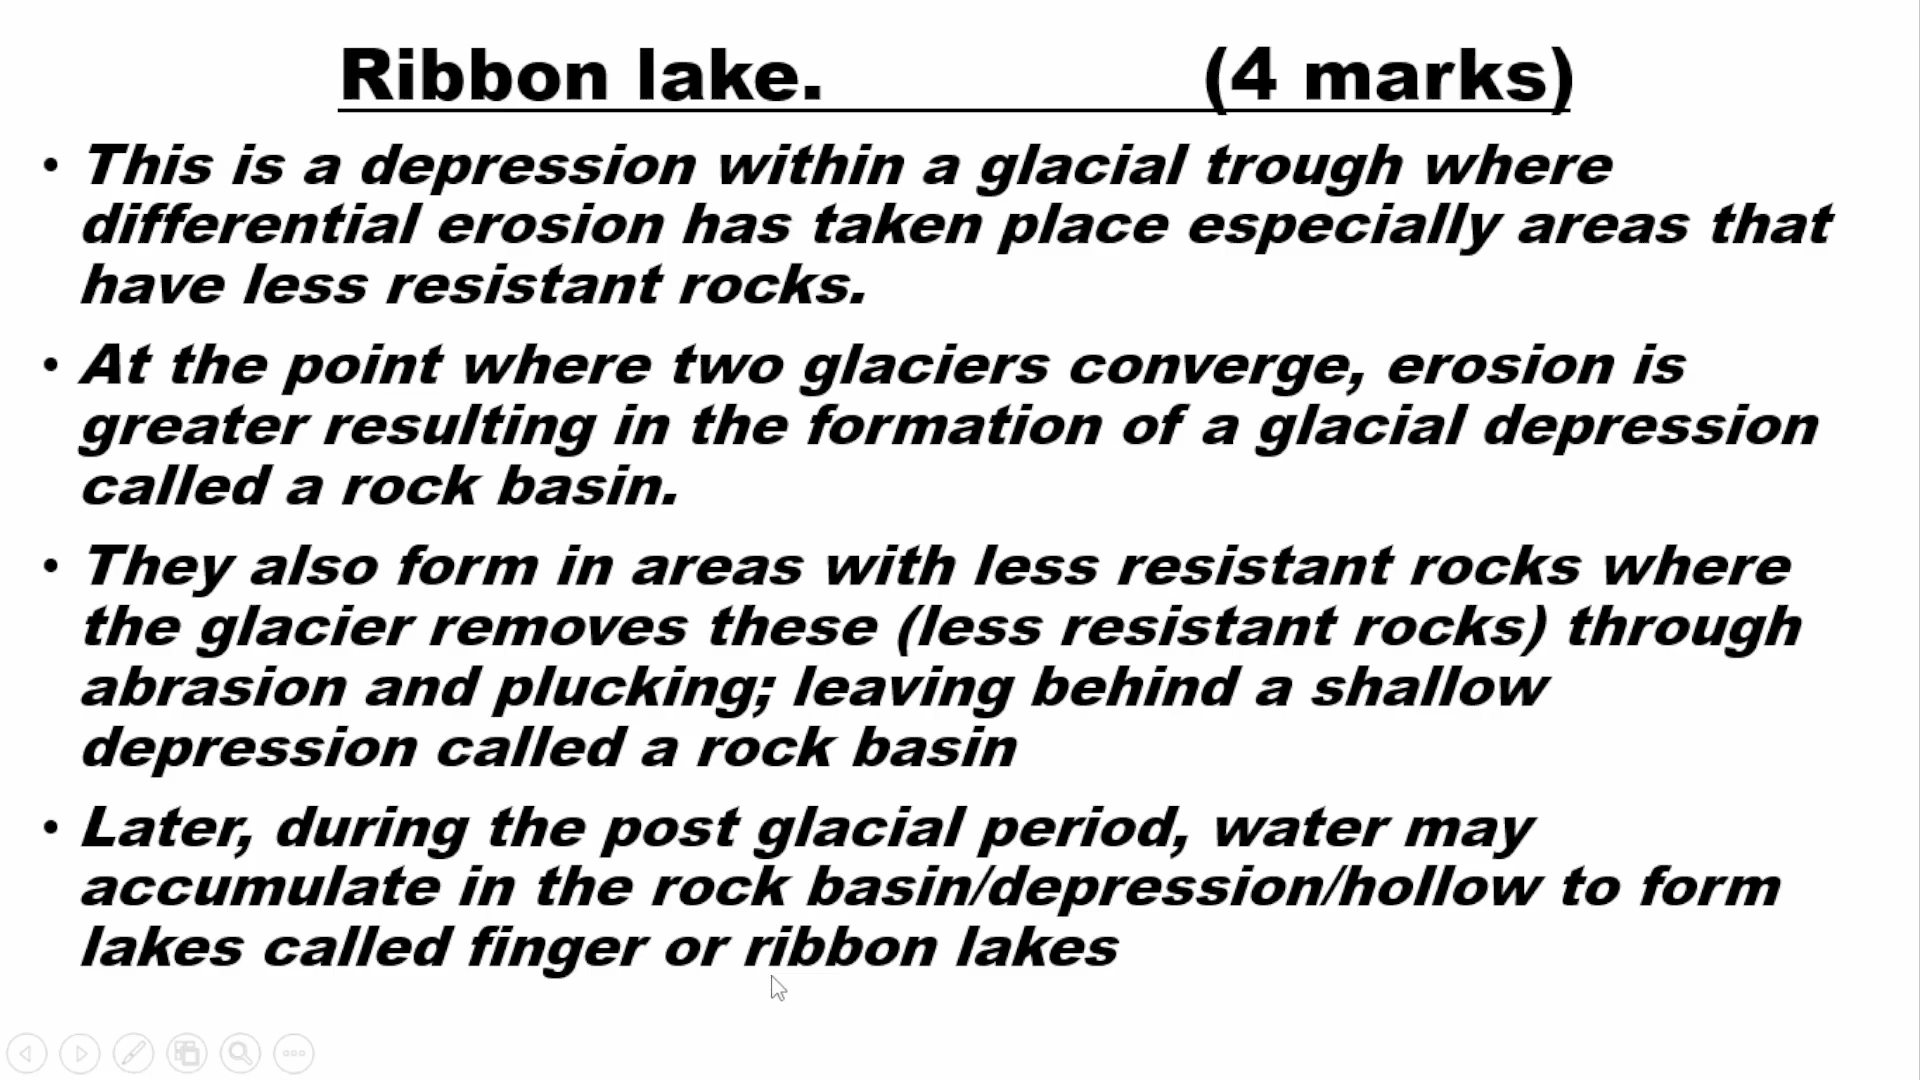 Ribbon lake. (4 marks)
• This is a depression within a glacial trough where
differential erosion has taken place especially areas that
have less resistant rocks.
• At the point where two glaciers converge, erosion is
greater resulting in the formation of a glacial depression
called a rock basin.
• They also form in areas with less resistant rocks where
the glacier removes these (less resistant rocks) through
abrasion and plucking; leaving behind a shallow
depression called a rock basin
• Later, during the post glacial period, water may
accumulate in the rock basin/depression/hollow to form
lakes called finger or ribbon lakes